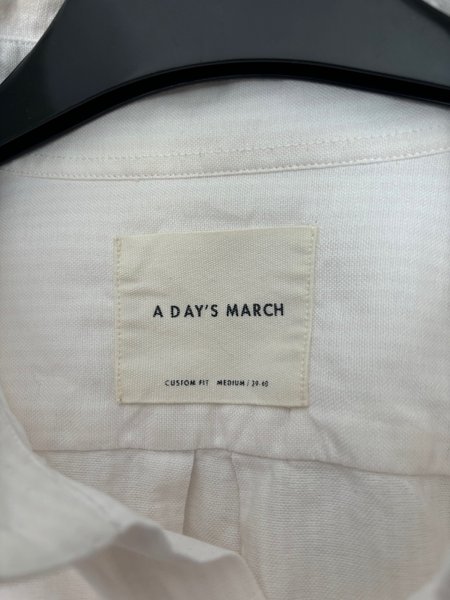 A DAY'S MARCH
CUSTOM FIT MEDIUM / 39-40